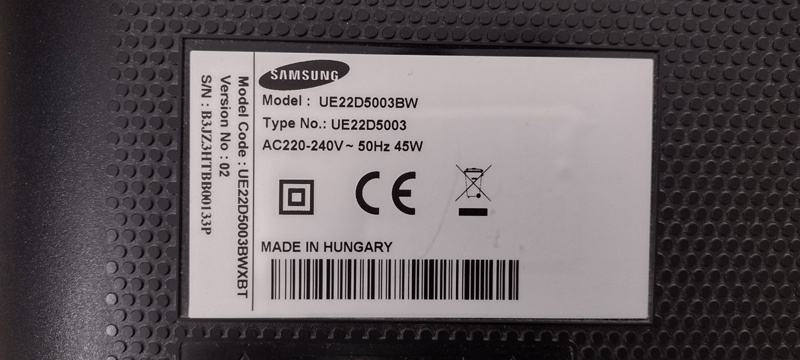 SAMSUNG
Model : UE22D5003BW
Type No.: UE22D5003
AC220-240V~ 50Hz 45W
CE
MADE IN HUNGARY
Model Code : UE22D5003BWXBT
Version No : 02
S/N : B3JZ3HTBB00133P